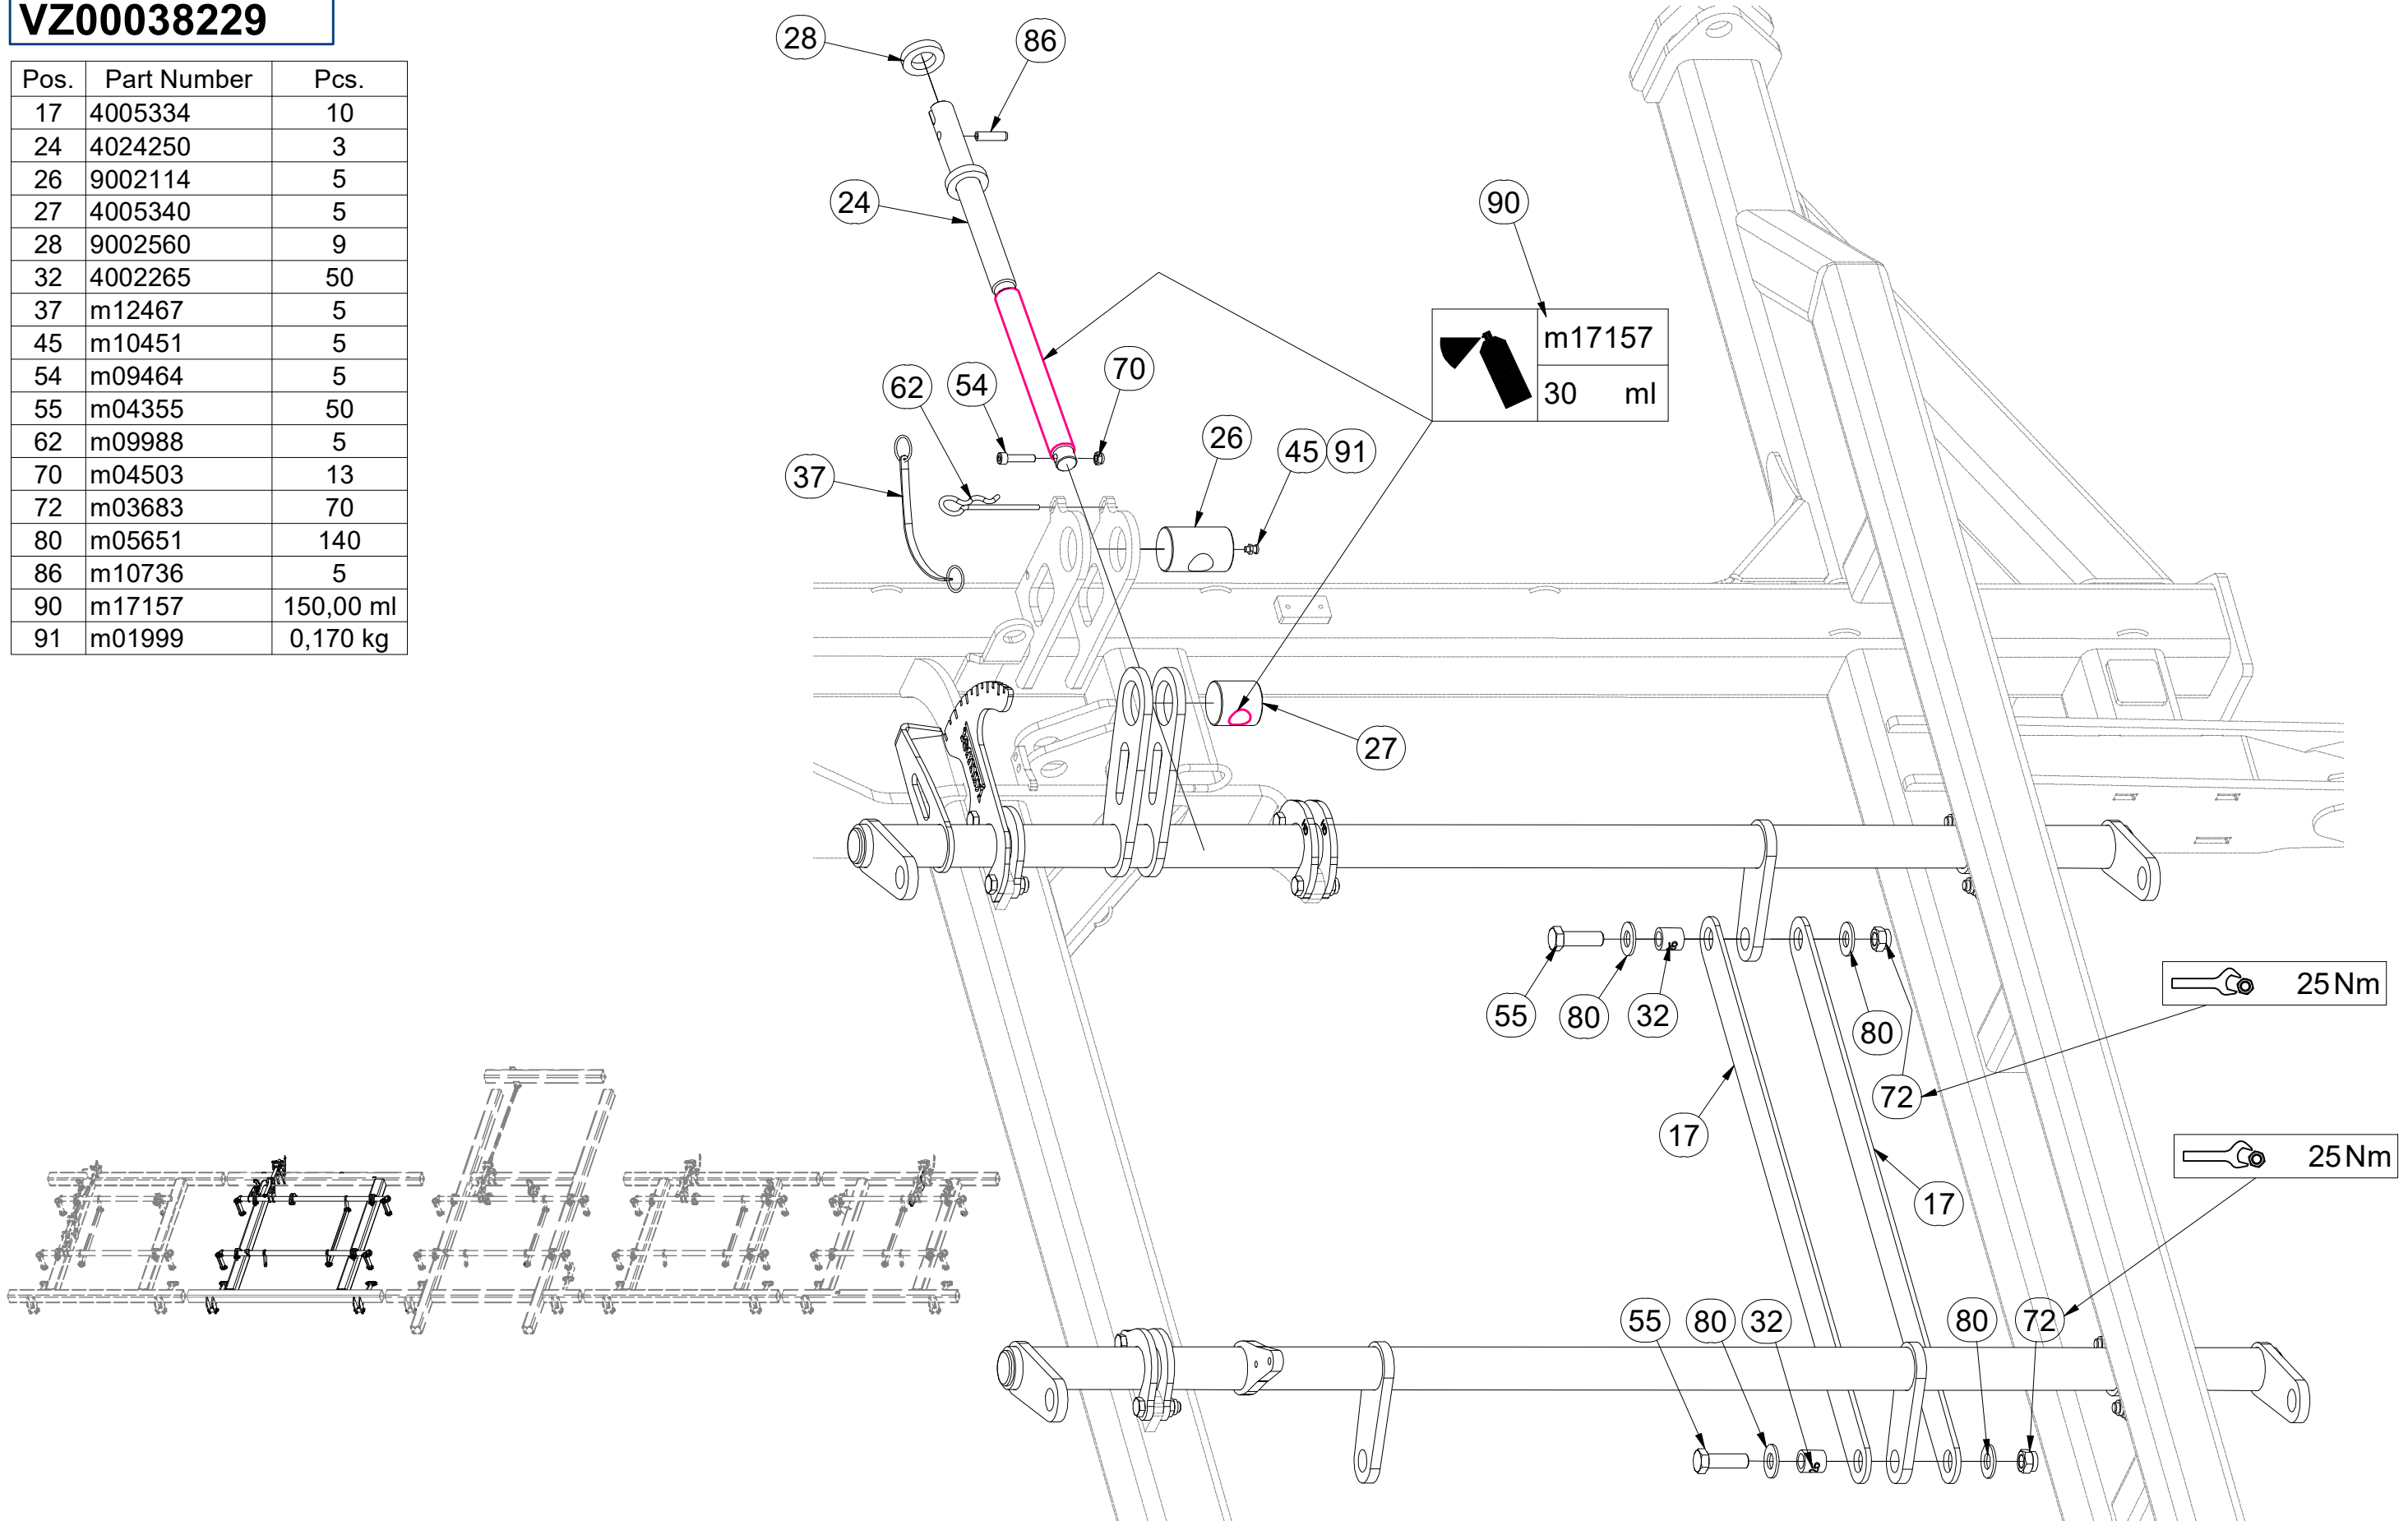 VZ00038229
Pos. Part Number Pcs.
17 4005334 10
24 4024250 3
26 9002114 5
27 4005340 5
28 9002560 9
32 4002265 50
37 m12467 5
45 m10451 5
54 m09464 5
55 m04355 50
62 m09988 5
70 m04503 13
72 m03683 70
80 m05651 140
86 m10736 5
90 m17157 150,00 ml
91 m01999 0,170 kg
28
86
24
90
m17157
30 ml
70
62
54
26
45 91
37
27
55
80
32
80
72
25 Nm
17
17
25 Nm
55
80
32
80
72